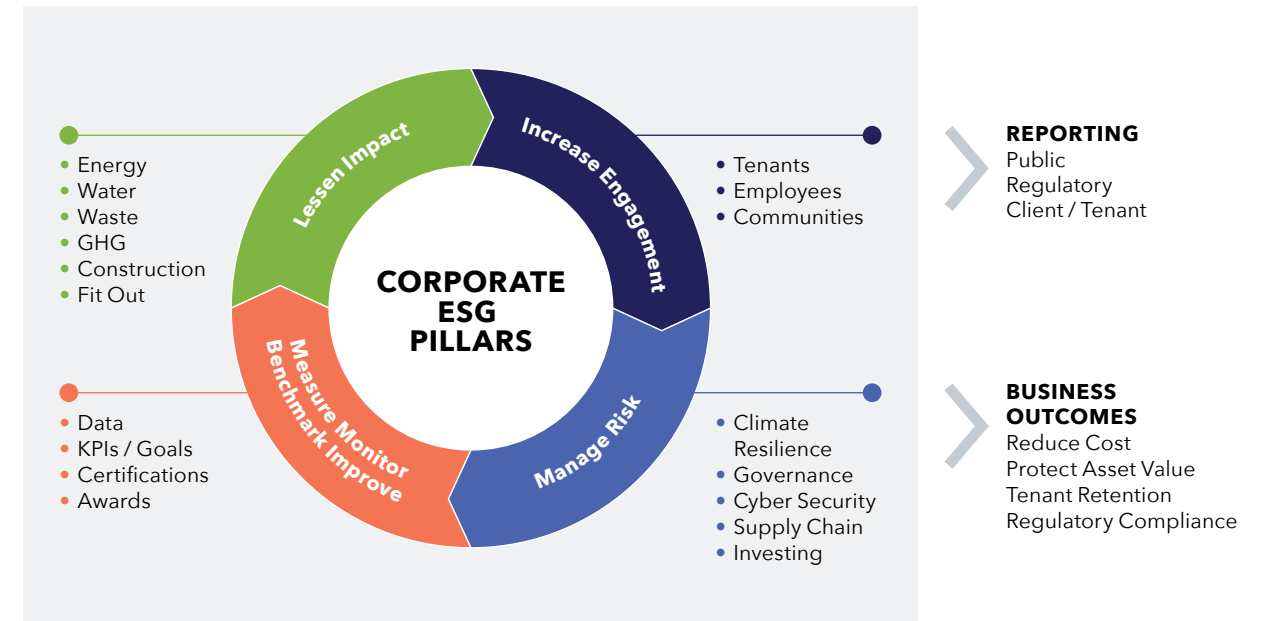 Lessen Impact
• Energy
• Water
• Waste
• GHG
• Construction
• Fit Out
Increase Engagement
• Tenants
• Employees
• Communities
CORPORATE
ESG
PILLARS
Measure Monitor
Benchmark Improve
• Data
• KPIs / Goals
• Certifications
• Awards
Manage Risk
• Climate
Resilience
• Governance
• Cyber Security
• Supply Chain
• Investing
REPORTING
Public
Regulatory
Client / Tenant
BUSINESS
OUTCOMES
Reduce Cost
Protect Asset Value
Tenant Retention
Regulatory Compliance